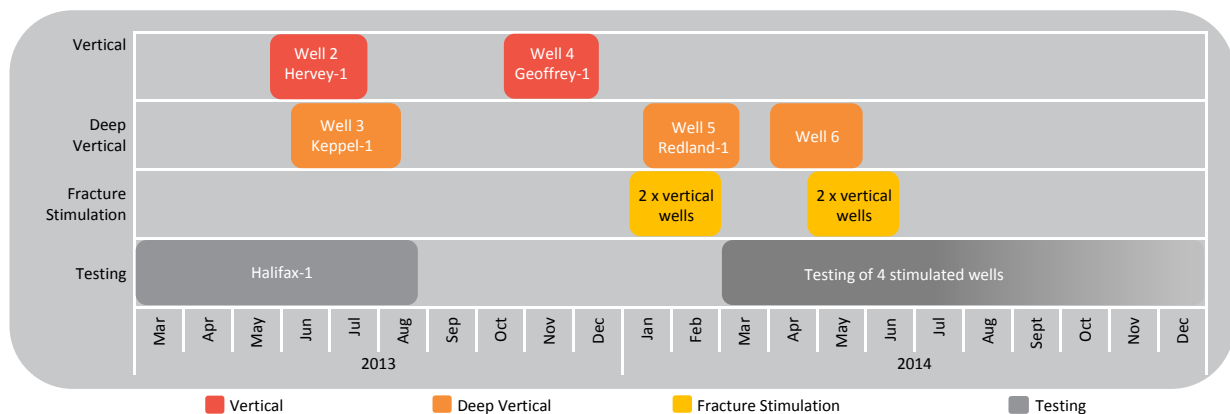 Vertical
Well 2
Hervey-1
Well 4
Geoffrey-1
Deep
Vertical
Well 3
Keppel-1
Well 5
Redland-1
Well 6
Fracture
Stimulation
2 x vertical
wells
2 x vertical
wells
Testing
Halifax-1
Testing of 4 stimulated wells
Mar Apr May Jun Jul Aug Sep Oct Nov Dec Jan Feb Mar Apr May Jun Jul Aug Sept Oct Nov Dec
2013 2014
Vertical Deep Vertical Fracture Stimulation Testing